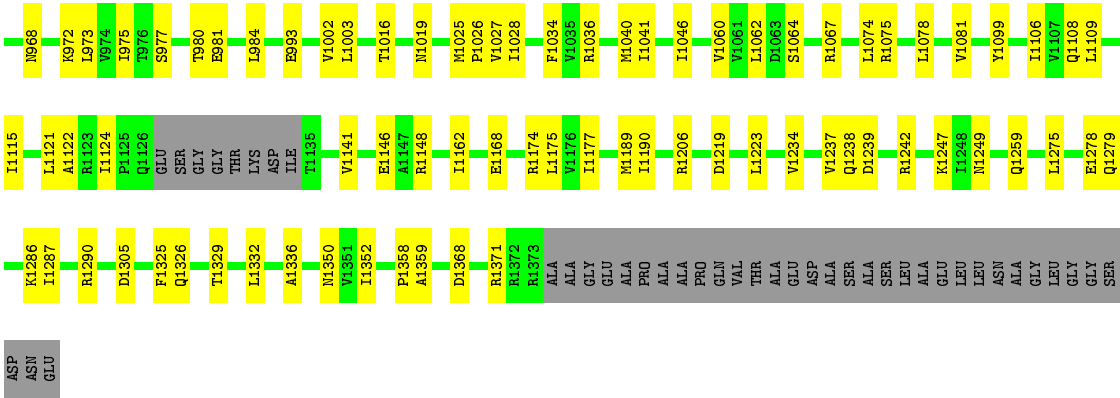 N968 K972 L973 V974 I975 T976 S977 T980 E981 L984 E993 V1002 L1003 T1016 N1019 M1025 P1026 V1027 I1028 F1034 V1035 R1036 M1040 I1041 I1046 V1060 V1061 L1062 D1063 S1064 R1067 L1074 R1075 L1078 V1081 Y1099 I1106 V1107 Q1108 L1109
I1115 L1121 A1122 R1123 I1124 P1125 Q1126 GLU SER GLY GLY THR LYS ASP ILE T1135 V1141 E1146 A1147 R1148 I1162 E1168 R1174 L1175 V1176 I1177 M1189 I1190 R1206 D1219 L1223 V1234 V1237 Q1238 D1239 R1242 K1247 I1248 N1249 Q1259 L1275 E1278 Q1279
K1286 I1287 R1290 D1305 F1325 Q1326 T1329 L1332 A1336 N1350 V1351 I1352 P1358 A1359 D1368 R1371 R1372 R1373 ALA ALA GLY GLU ALA PRO ALA ALA PRO GLN VAL THR ALA GLU ASP ALA SER ALA SER LEU ALA GLU LEU LEU ASN ALA GLY LEU GLY GLY SER
ASP ASN GLU